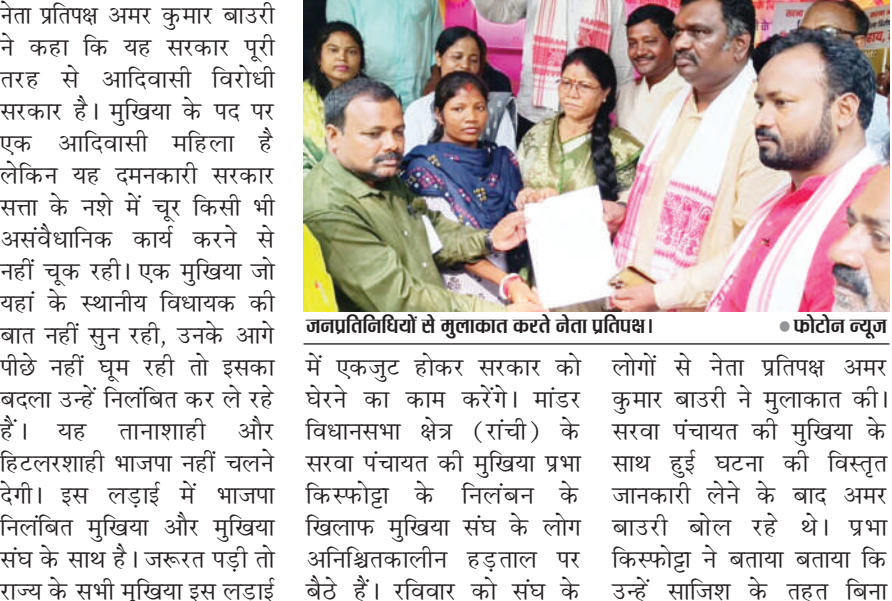 नेता प्रतिपक्ष अमर कुमार बाउरी
ने कहा कि यह सरकार पूरी
तरह से आदिवासी विरोधी
सरकार है। मुखिया के पद पर
एक आदिवासी महिला है
लेकिन यह दमनकारी सरकार
सत्ता के नशे में चूर किसी भी
असंवैधानिक कार्य करने से
नहीं चूक रही। एक मुखिया जो
यहां के स्थानीय विधायक की
बात नहीं सुन रही, उनके आगे
पीछे नहीं घूम रही तो इसका
बदला उन्हें निलंबित कर ले रहे
हैं। यह तानाशाही और
हिटलरशाही भाजपा नहीं चलने
देगी। इस लड़ाई में भाजपा
निलंबित मुखिया और मुखिया
संघ के साथ है। जरूरत पड़ी तो
राज्य के सभी मुखिया इस लड़ाई
जनप्रतिनिधियों से मुलाकात करते नेता प्रतिपक्ष।
● फोटोन न्यूज
में एकजुट होकर सरकार को
घेरने का काम करेंगे। मांडर
विधानसभा क्षेत्र (रांची) के
सरवा पंचायत की मुखिया प्रभा
किस्फोट्टा के निलंबन के
खिलाफ मुखिया संघ के लोग
अनिश्चितकालीन हड़ताल पर
बैठे हैं। रविवार को संघ के
लोगों से नेता प्रतिपक्ष अमर
कुमार बाउरी ने मुलाकात की।
सरवा पंचायत की मुखिया के
साथ हुई घटना की विस्तृत
जानकारी लेने के बाद अमर
बाउरी बोल रहे थे। प्रभा
किस्फोट्टा ने बताया बताया कि
उन्हें साजिश के तहत बिना